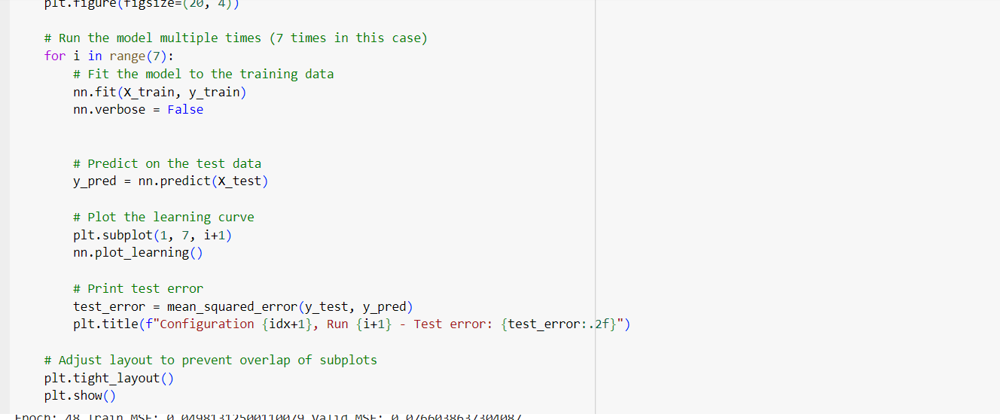 plt.figure(figsize=(20, 4))
# Run the model multiple times (7 times in this case)
for i in range(7):
# Fit the model to the training data
nn.fit(X_train, y_train)
nn.verbose = False
# Predict on the test data
y_pred = nn.predict(X_test)
# Plot the learning curve
plt.subplot(1, 7, i+1)
nn.plot_learning()
# Print test error
test_error = mean_squared_error(y_test, y_pred)
plt.title(f"Configuration {idx+1}, Run {i+1} - Test error: {test_error:.2f}")
# Adjust layout to prevent overlap of subplots
plt.tight_layout()
plt.show()
Epoch: 48 Train MSE: 0.04981312500110079 Valid MSE: